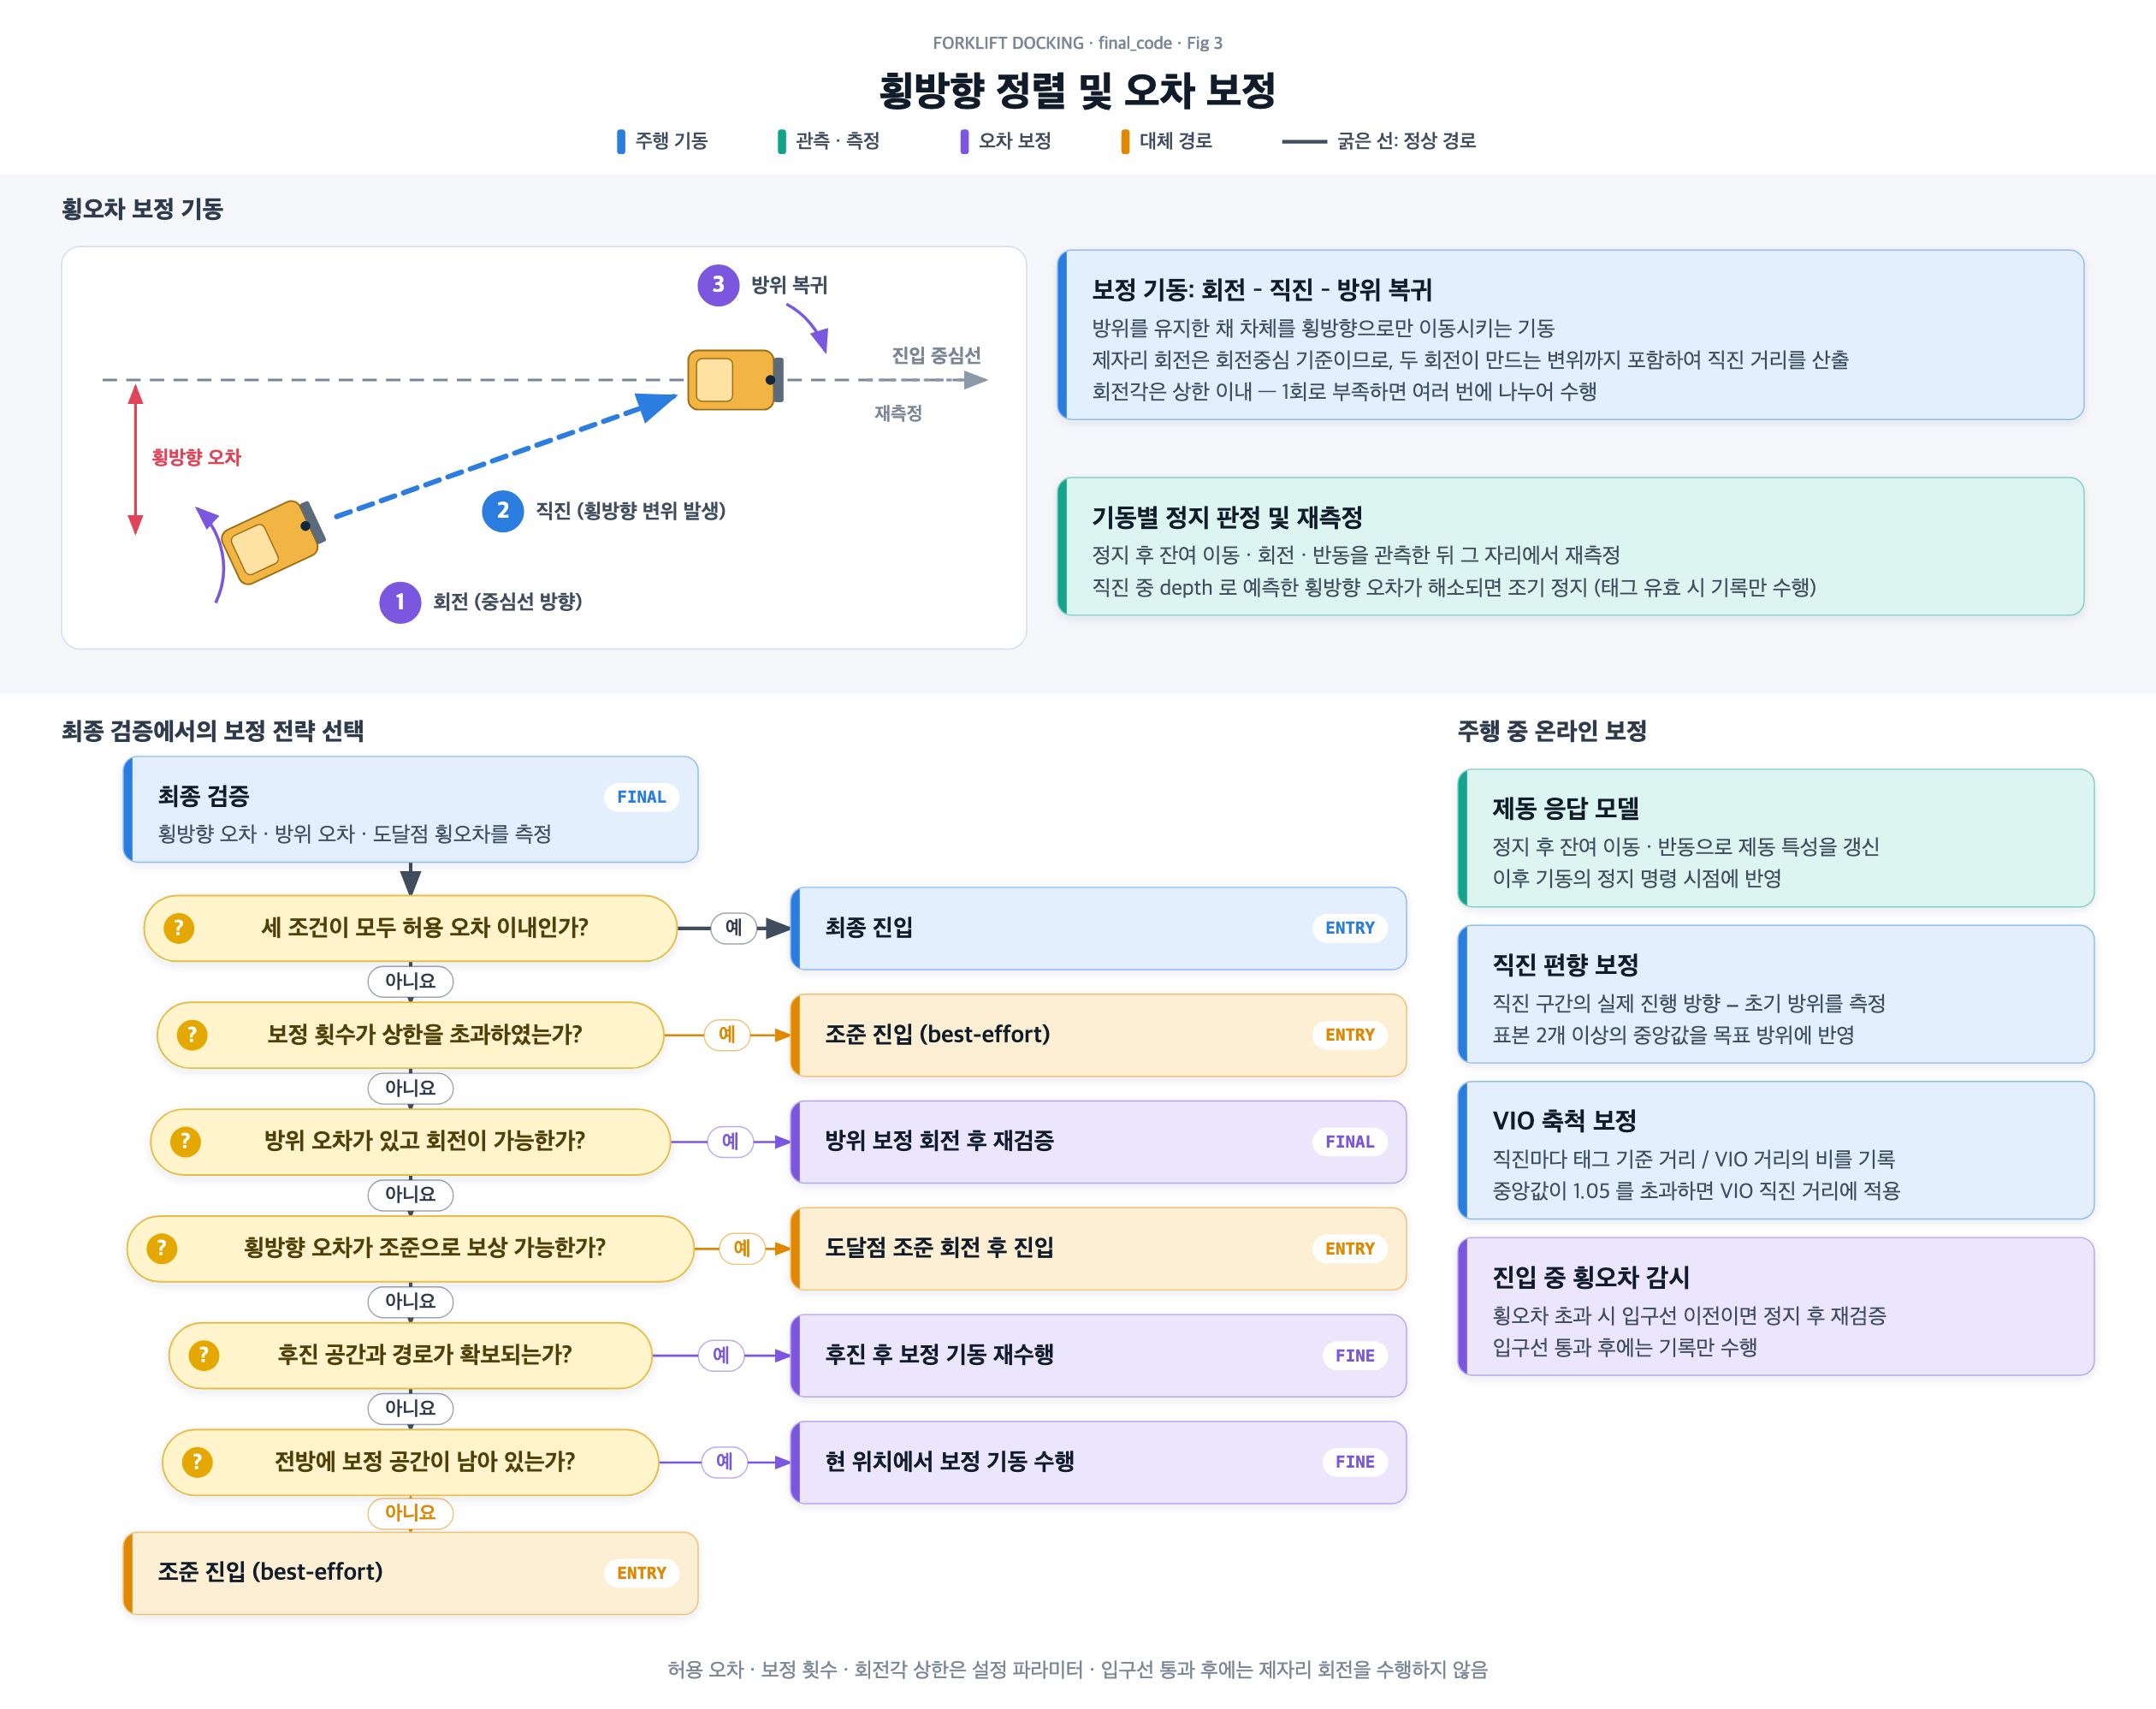 FORKLIFT DOCKING · final_code · Fig 3
횡방향 정렬 및 오차 보정
주행 기동
관측 · 측정
오차 보정
대체 경로
굵은 선: 정상 경로
횡오차 보정 기동
3
방위 복귀
진입 중심선
재측정
횡방향 오차
2
직진 (횡방향 변위 발생)
1
회전 (중심선 방향)
보정 기동: 회전 - 직진 - 방위 복귀
방위를 유지한 채 차체를 횡방향으로만 이동시키는 기동
제자리 회전은 회전중심 기준이므로, 두 회전이 만드는 변위까지 포함하여 직진 거리를 산출
회전각은 상한 이내 — 1회로 부족하면 여러 번에 나누어 수행
기동별 정지 판정 및 재측정
정지 후 잔여 이동 · 회전 · 반동을 관측한 뒤 그 자리에서 재측정
직진 중 depth 로 예측한 횡방향 오차가 해소되면 조기 정지 (태그 유효 시 기록만 수행)
최종 검증에서의 보정 전략 선택
최종 검증
FINAL
횡방향 오차 · 방위 오차 · 도달점 횡오차를 측정
?
세 조건이 모두 허용 오차 이내인가?
예
최종 진입
ENTRY
아니요
?
보정 횟수가 상한을 초과하였는가?
예
조준 진입 (best-effort)
ENTRY
아니요
?
방위 오차가 있고 회전이 가능한가?
예
방위 보정 회전 후 재검증
FINAL
아니요
?
횡방향 오차가 조준으로 보상 가능한가?
예
도달점 조준 회전 후 진입
ENTRY
아니요
?
후진 공간과 경로가 확보되는가?
예
후진 후 보정 기동 재수행
FINE
아니요
?
전방에 보정 공간이 남아 있는가?
예
현 위치에서 보정 기동 수행
FINE
아니요
조준 진입 (best-effort)
ENTRY
주행 중 온라인 보정
제동 응답 모델
정지 후 잔여 이동 · 반동으로 제동 특성을 갱신
이후 기동의 정지 명령 시점에 반영
직진 편향 보정
직진 구간의 실제 진행 방향 − 초기 방위를 측정
표본 2개 이상의 중앙값을 목표 방위에 반영
VIO 축척 보정
직진마다 태그 기준 거리 / VIO 거리의 비를 기록
중앙값이 1.05 를 초과하면 VIO 직진 거리에 적용
진입 중 횡오차 감시
횡오차 초과 시 입구선 이전이면 정지 후 재검증
입구선 통과 후에는 기록만 수행
허용 오차 · 보정 횟수 · 회전각 상한은 설정 파라미터 · 입구선 통과 후에는 제자리 회전을 수행하지 않음